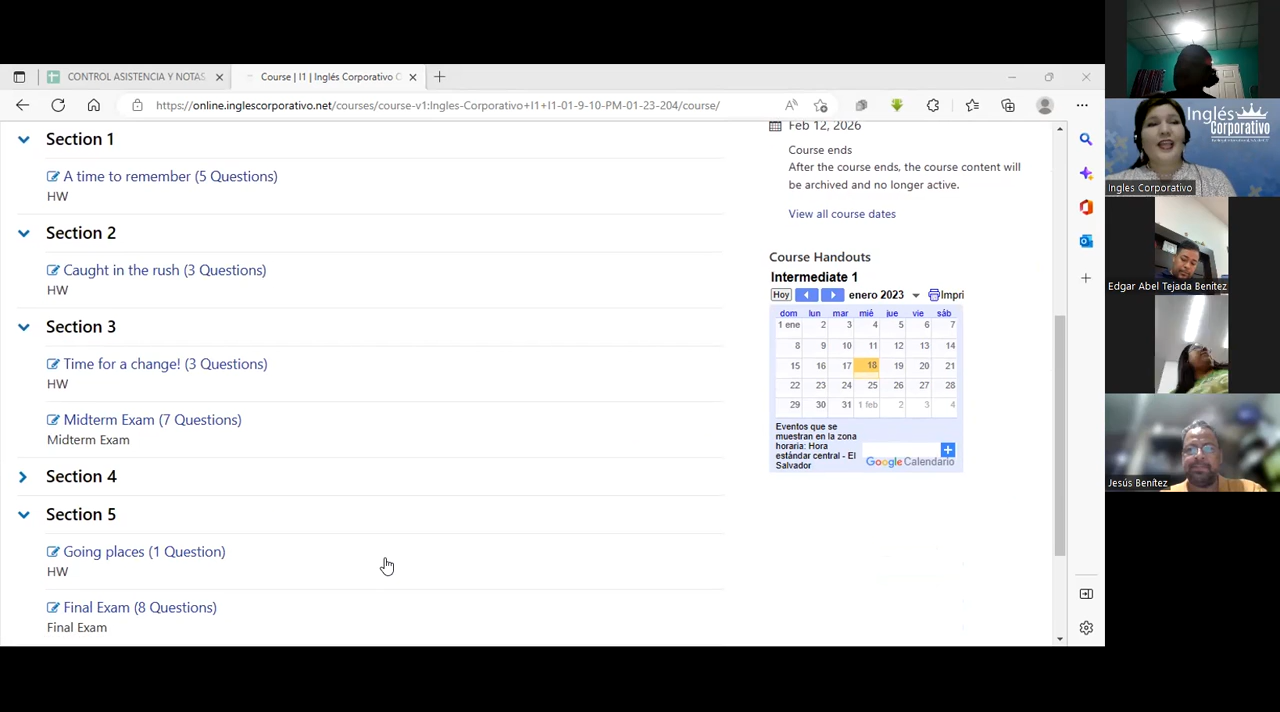 CONTROL ASISTENCIA Y NOTAS
Course | I1 | Inglés Corporativo C
https://online.inglescorporativo.net/courses/course-v1:Ingles-Corporativo+I1+I1-01-9-10-PM-01-23-204/course/
Section 1
A time to remember (5 Questions)
HW
Section 2
Caught in the rush (3 Questions)
HW
Section 3
Time for a change! (3 Questions)
HW
Midterm Exam (7 Questions)
Midterm Exam
Section 4
Section 5
Going places (1 Question)
HW
Final Exam (8 Questions)
Final Exam
Feb 12, 2026
Course ends
After the course ends, the course content will
be archived and no longer active.
View all course dates
Course Handouts
Intermediate 1
Hoy enero 2023 Impri
dom lun mar mié jue vie sáb
1 ene 2 3 4 5 6 7
8 9 10 11 12 13 14
15 16 17 18 19 20 21
22 23 24 25 26 27 28
29 30 31 1 feb 2 3 4
Eventos que se
muestran en la zona
horaria: Hora
estándar central - El
Salvador
Google Calendario
Inglés
Corporativo
Ingles Corporativo
Edgar Abel Tejada Benitez
Jesús Benítez